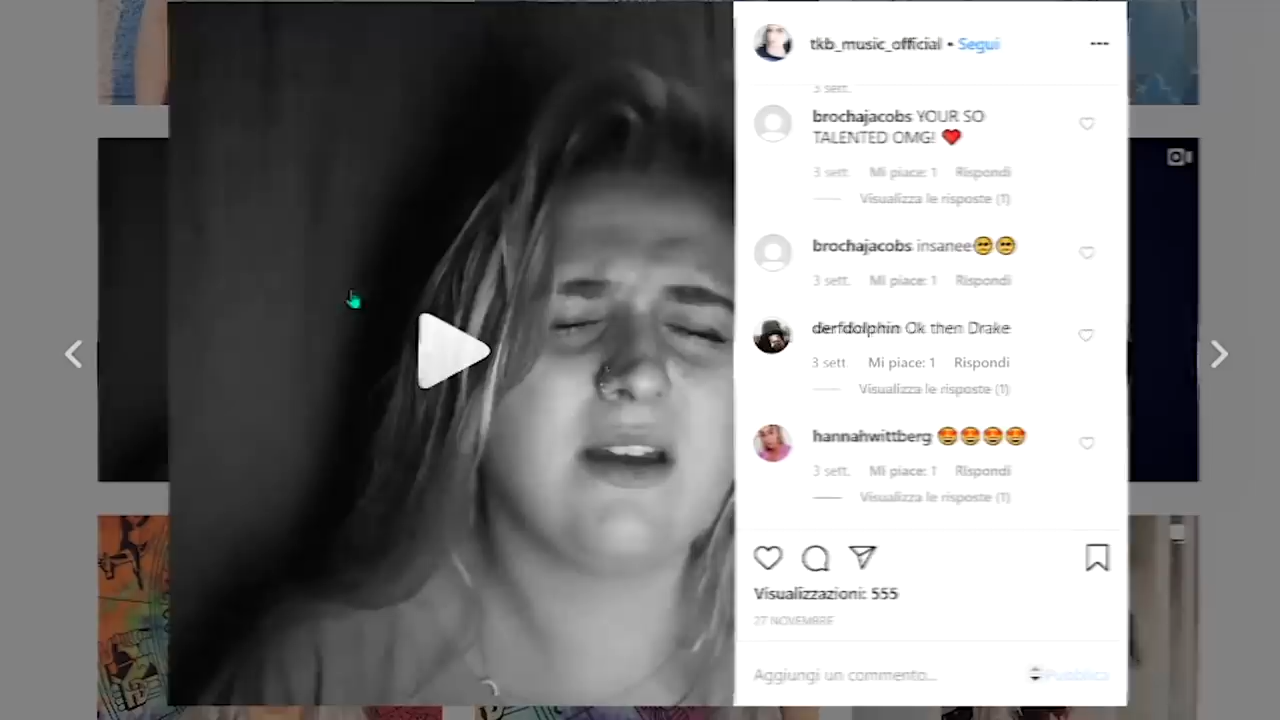 tkb_music_official • Segui
3 sett.
brochajacobs YOUR SO
TALENTED OMG! ❤️
3 sett. Mi piace: 1 Rispondi
Visualizza le risposte (1)
brochajacobs insanee
3 sett. Mi piace: 1 Rispondi
derfdolphin Ok then Drake
3 sett. Mi piace: 1 Rispondi
Visualizza le risposte (1)
hannahwittberg 😍😍😍😍
3 sett. Mi piace: 1 Rispondi
Visualizza le risposte (1)
Visualizzazioni: 555
27 NOVEMBRE
Aggiungi un commento... Pubblica